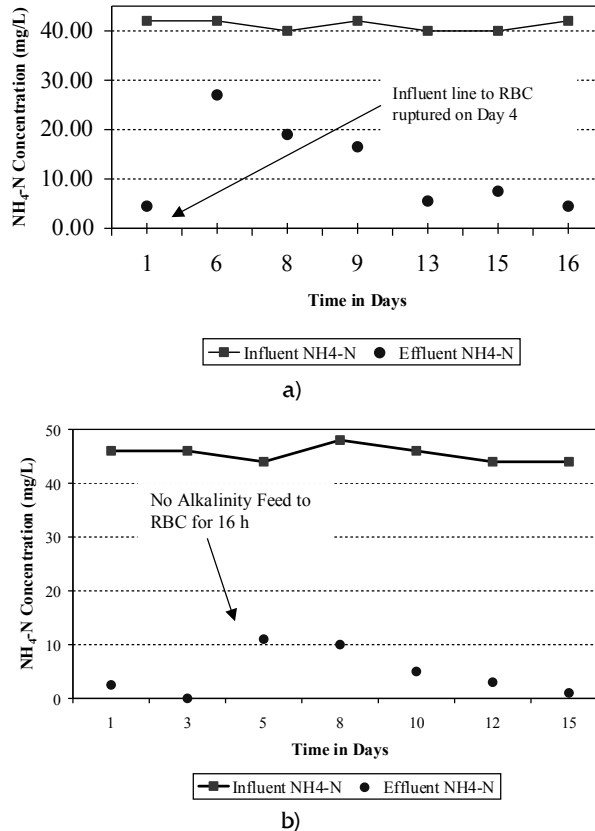 NH4-N Concentration (mg/L)
40.00
30.00
20.00
10.00
0.00
Influent line to RBC
ruptured on Day 4
1 6 8 9 13 15 16
Time in Days
Influent NH4-N Effluent NH4-N
a)
NH4-N Concentration (mg/L)
50
40
30
20
10
0
No Alkalinity Feed to
RBC for 16 h
1 3 5 8 10 12 15
Time in Days
Influent NH4-N Effluent NH4-N
b)